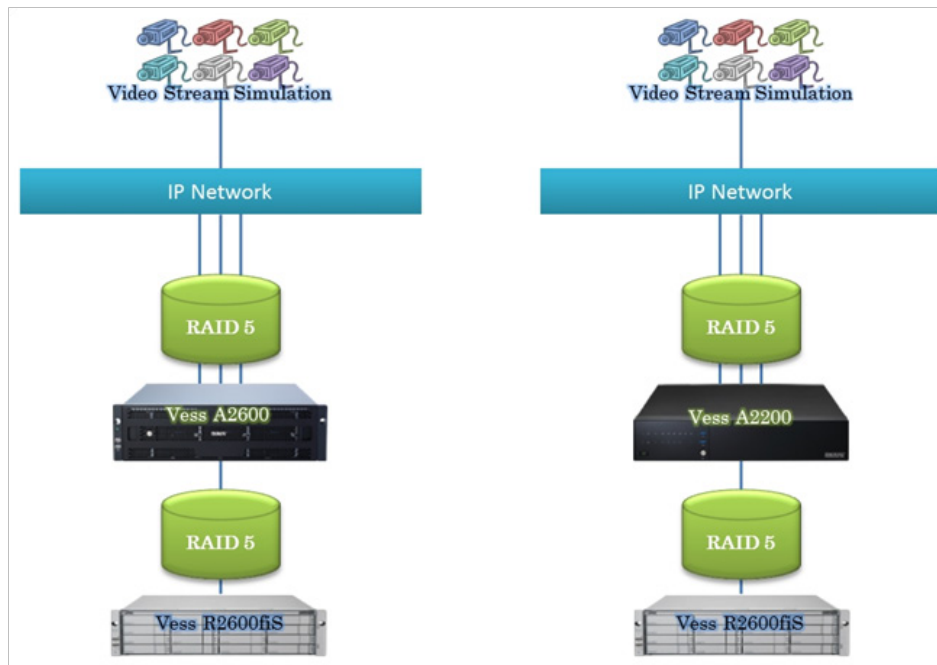 Video Stream Simulation
IP Network
RAID 5
Vess A2600
RAID 5
Vess R2600fiS
Video Stream Simulation
IP Network
RAID 5
Vess A2200
RAID 5
Vess R2600fiS